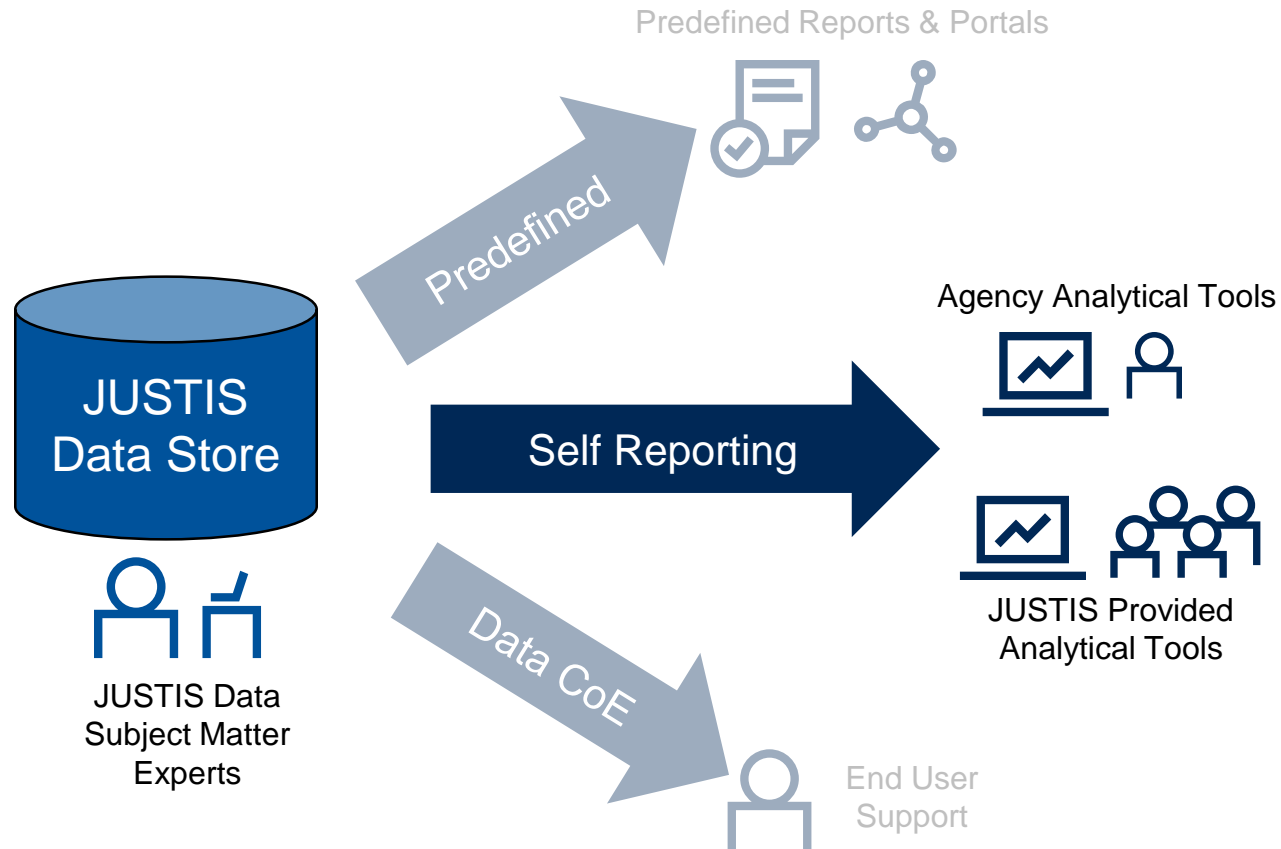 Predefined Reports & Portals
Predefined
Agency Analytical Tools
JUSTIS
Data Store
Self Reporting
JUSTIS Provided
Analytical Tools
Data CoE
JUSTIS Data
Subject Matter
Experts
End User
Support